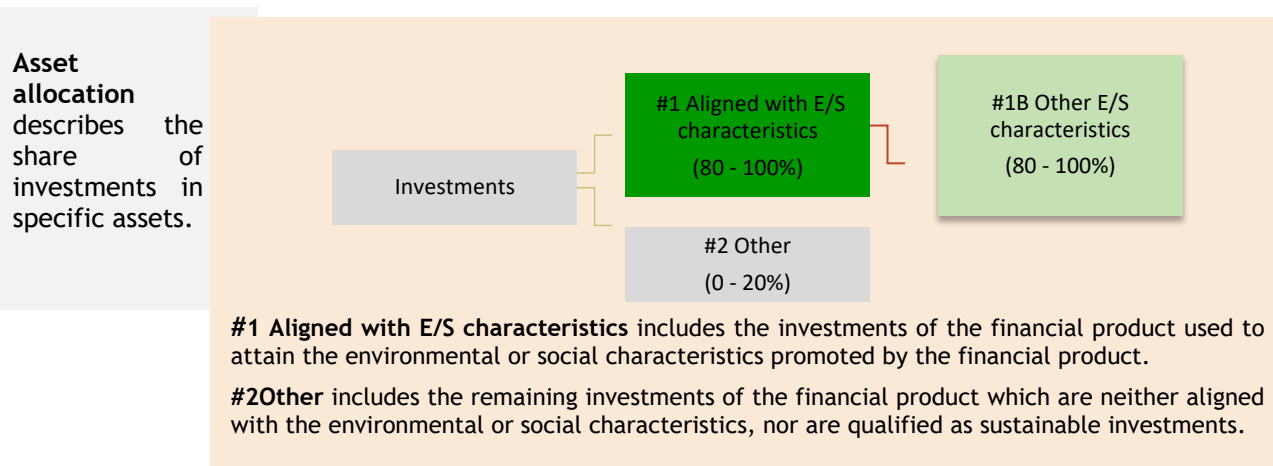 Asset
allocation
describes the
share of
investments in
specific assets.
Investments
#1 Aligned with E/S
characteristics
(80 - 100%)
#1B Other E/S
characteristics
(80 - 100%)
#2 Other
(0 - 20%)
#1 Aligned with E/S characteristics includes the investments of the financial product used to
attain the environmental or social characteristics promoted by the financial product.
#2Other includes the remaining investments of the financial product which are neither aligned
with the environmental or social characteristics, nor are qualified as sustainable investments.